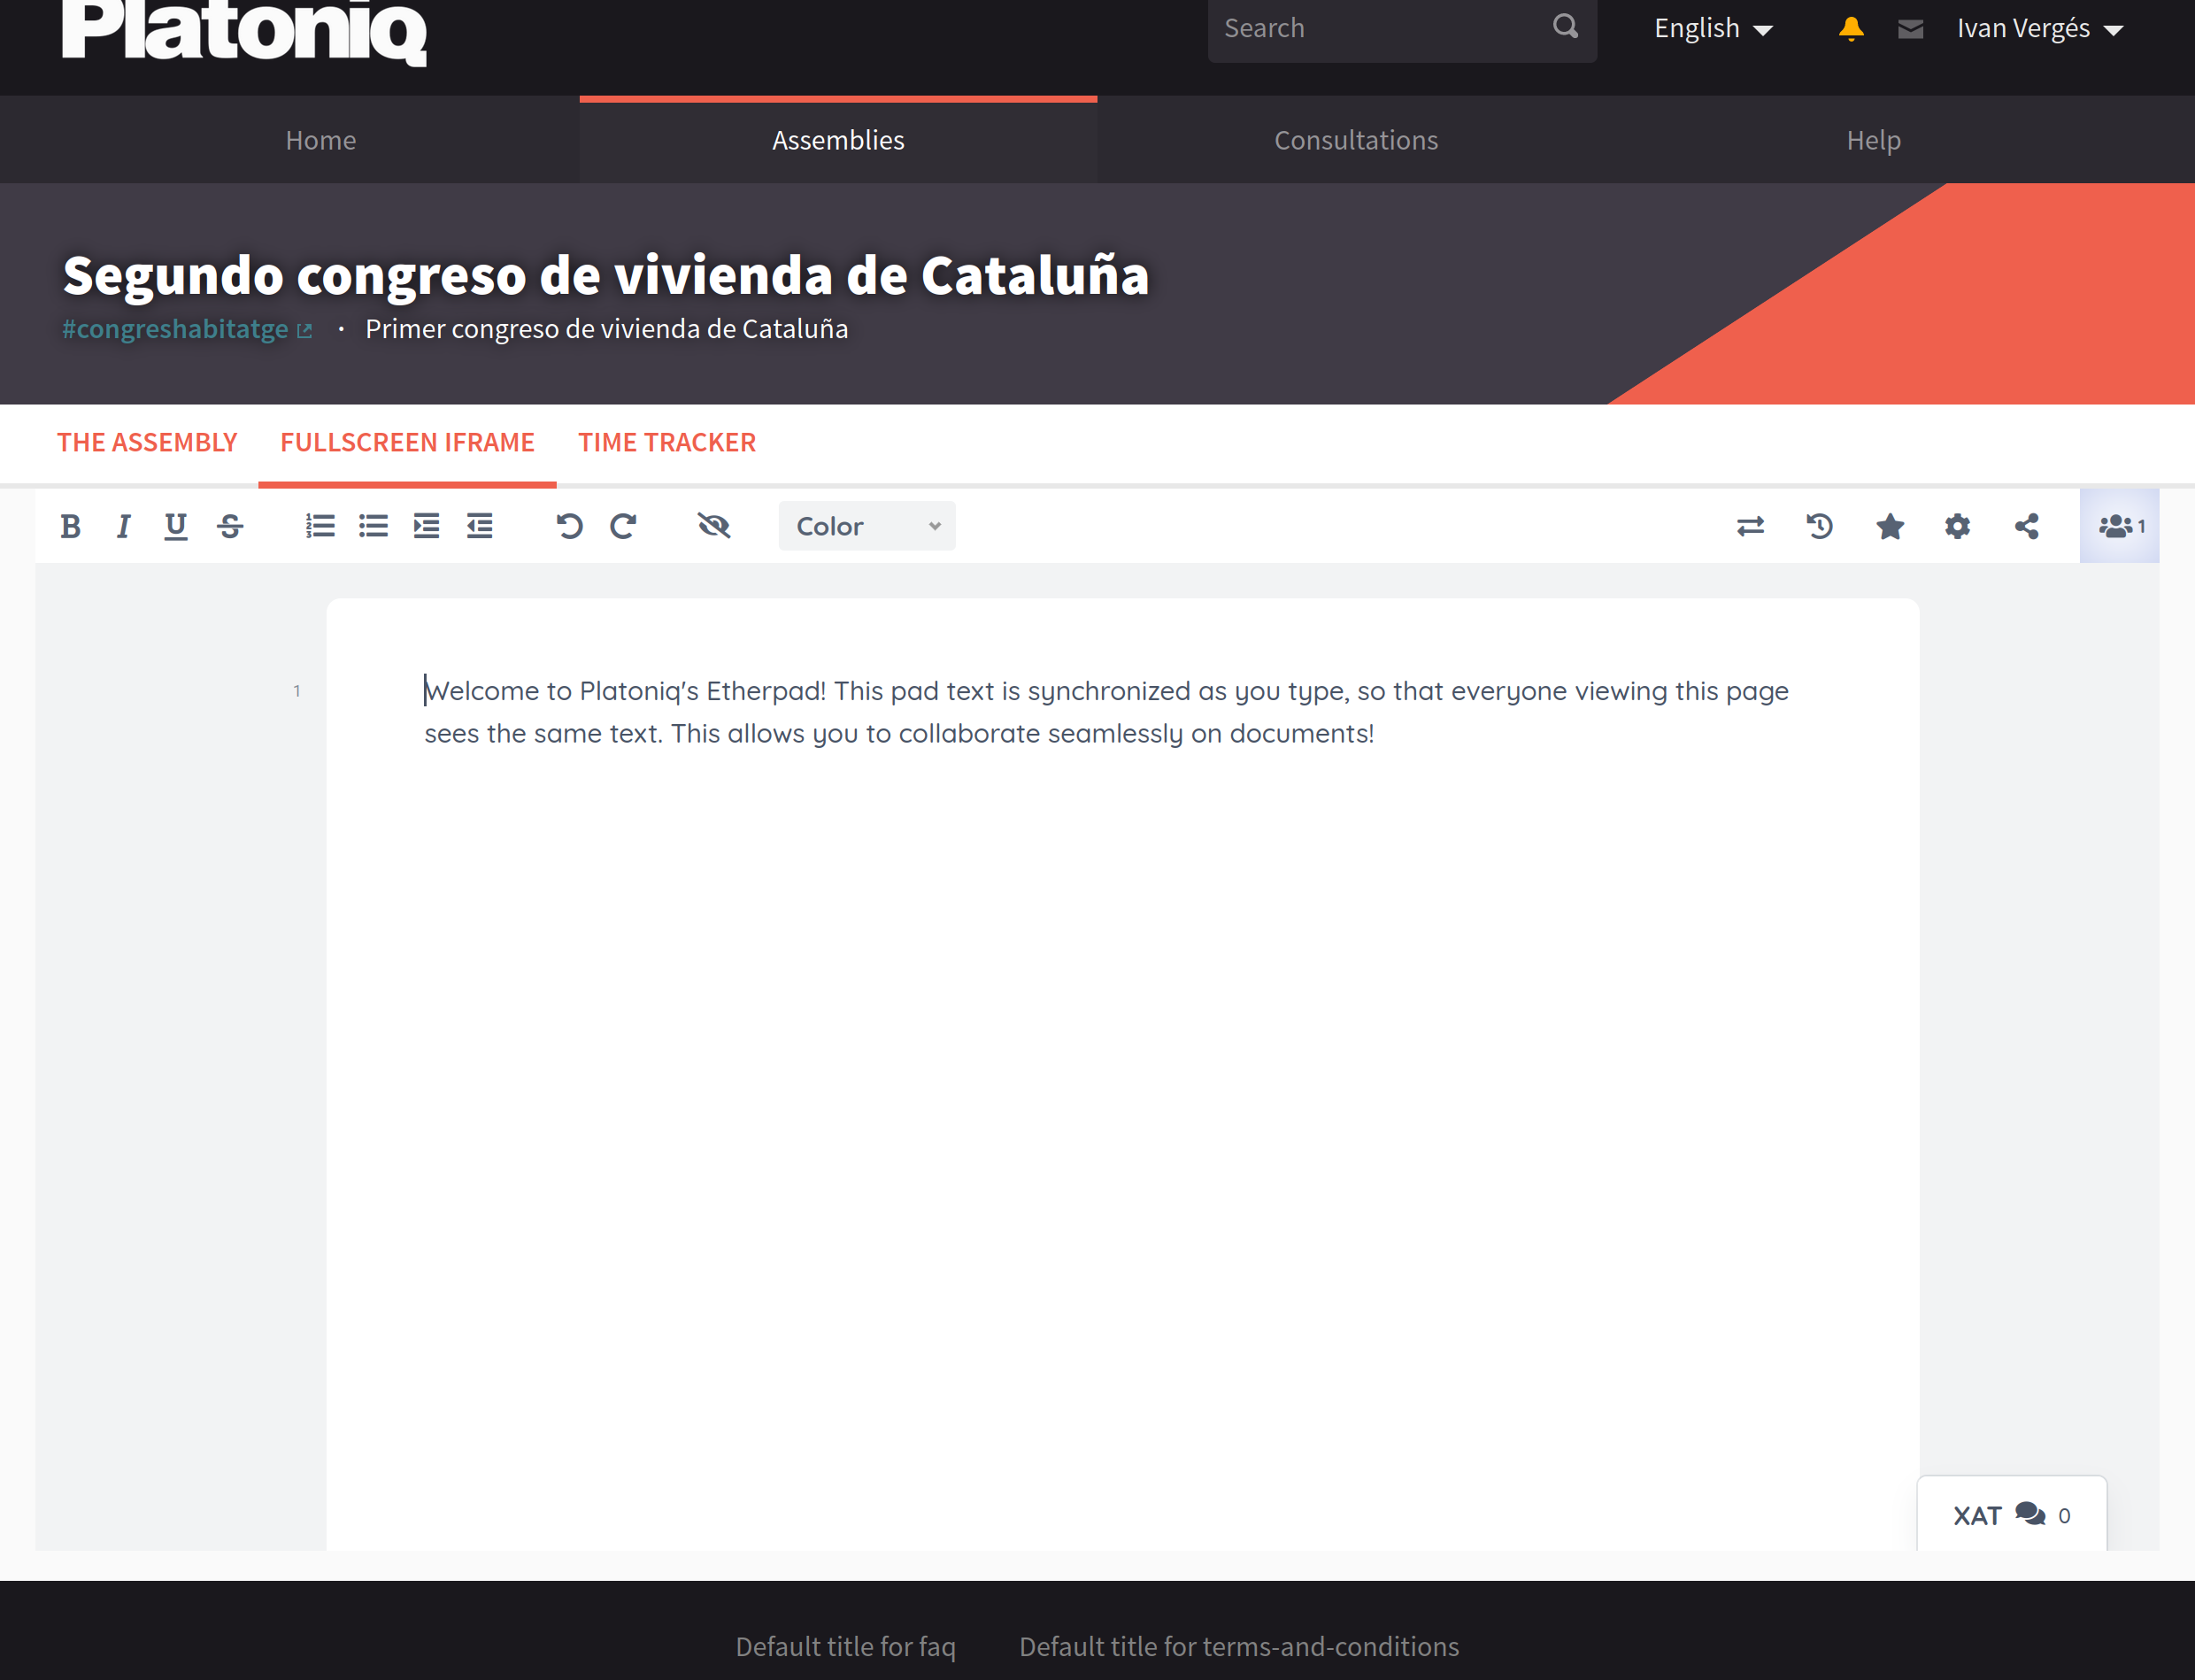 Platoniq
Search
English
Ivan Vergés
Home
Assemblies
Consultations
Help
Segundo congreso de vivienda de Cataluña
#congreshabitatge · Primer congreso de vivienda de Cataluña
THE ASSEMBLY
FULLSCREEN IFRAME
TIME TRACKER
B I U S
Color
1
1
Welcome to Platoniq's Etherpad! This pad text is synchronized as you type, so that everyone viewing this page
sees the same text. This allows you to collaborate seamlessly on documents!
XAT 0
Default title for faq
Default title for terms-and-conditions